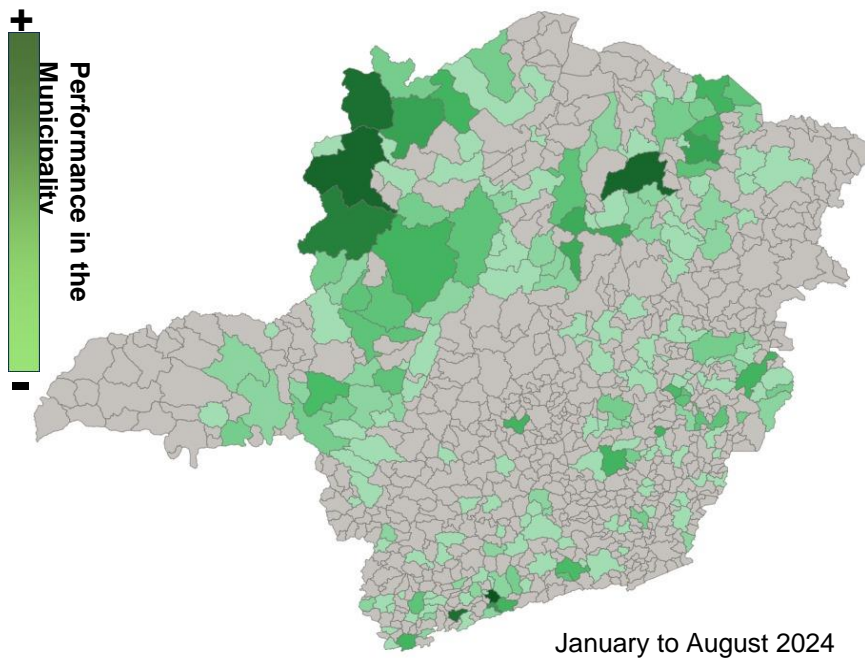 +
Performance in the
Municipality
-
January to August 2024